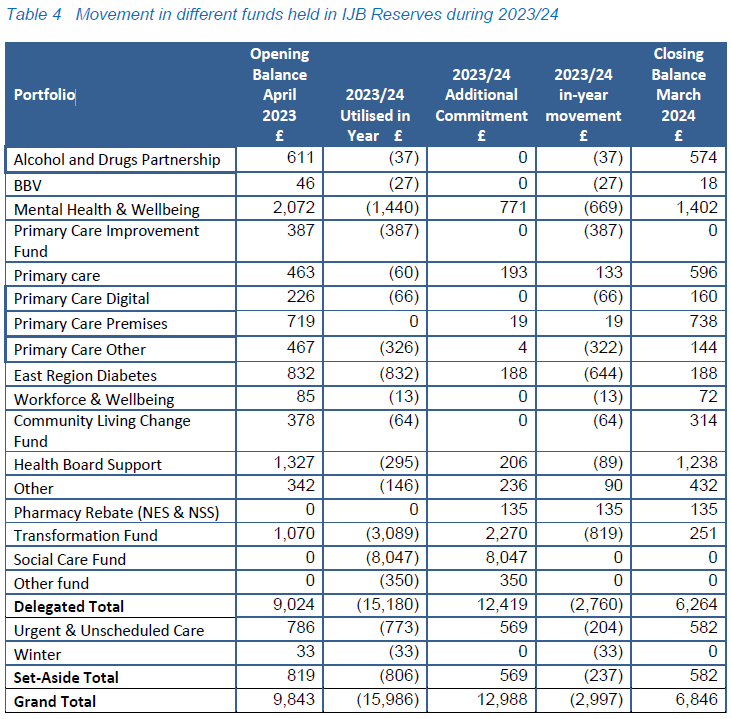 Table 4 Movement in different funds held in IJB Reserves during 2023/24
Portfolio | Opening Balance April 2023 £ | 2023/24 Utilised in Year £ | 2023/24 Additional Commitment £ | 2023/24 in-year movement £ | Closing Balance March 2024 £
Alcohol and Drugs Partnership 611 (37) 0 (37) 574
BBV 46 (27) 0 (27) 18
Mental Health & Wellbeing 2,072 (1,440) 771 (669) 1,402
Primary Care Improvement Fund 387 (387) 0 (387) 0
Primary care 463 (60) 193 133 596
Primary Care Digital 226 (66) 0 (66) 160
Primary Care Premises 719 0 19 19 738
Primary Care Other 467 (326) 4 (322) 144
East Region Diabetes 832 (832) 188 (644) 188
Workforce & Wellbeing 85 (13) 0 (13) 72
Community Living Change Fund 378 (64) 0 (64) 314
Health Board Support 1,327 (295) 206 (89) 1,238
Other 342 (146) 236 90 432
Pharmacy Rebate (NES & NSS) 0 0 135 135 135
Transformation Fund 1,070 (3,089) 2,270 (819) 251
Social Care Fund 0 (8,047) 8,047 0 0
Other fund 0 (350) 350 0 0
Delegated Total 9,024 (15,180) 12,419 (2,760) 6,264
Urgent & Unscheduled Care 786 (773) 569 (204) 582
Winter 33 (33) 0 (33) 0
Set-Aside Total 819 (806) 569 (237) 582
Grand Total 9,843 (15,986) 12,988 (2,997) 6,846